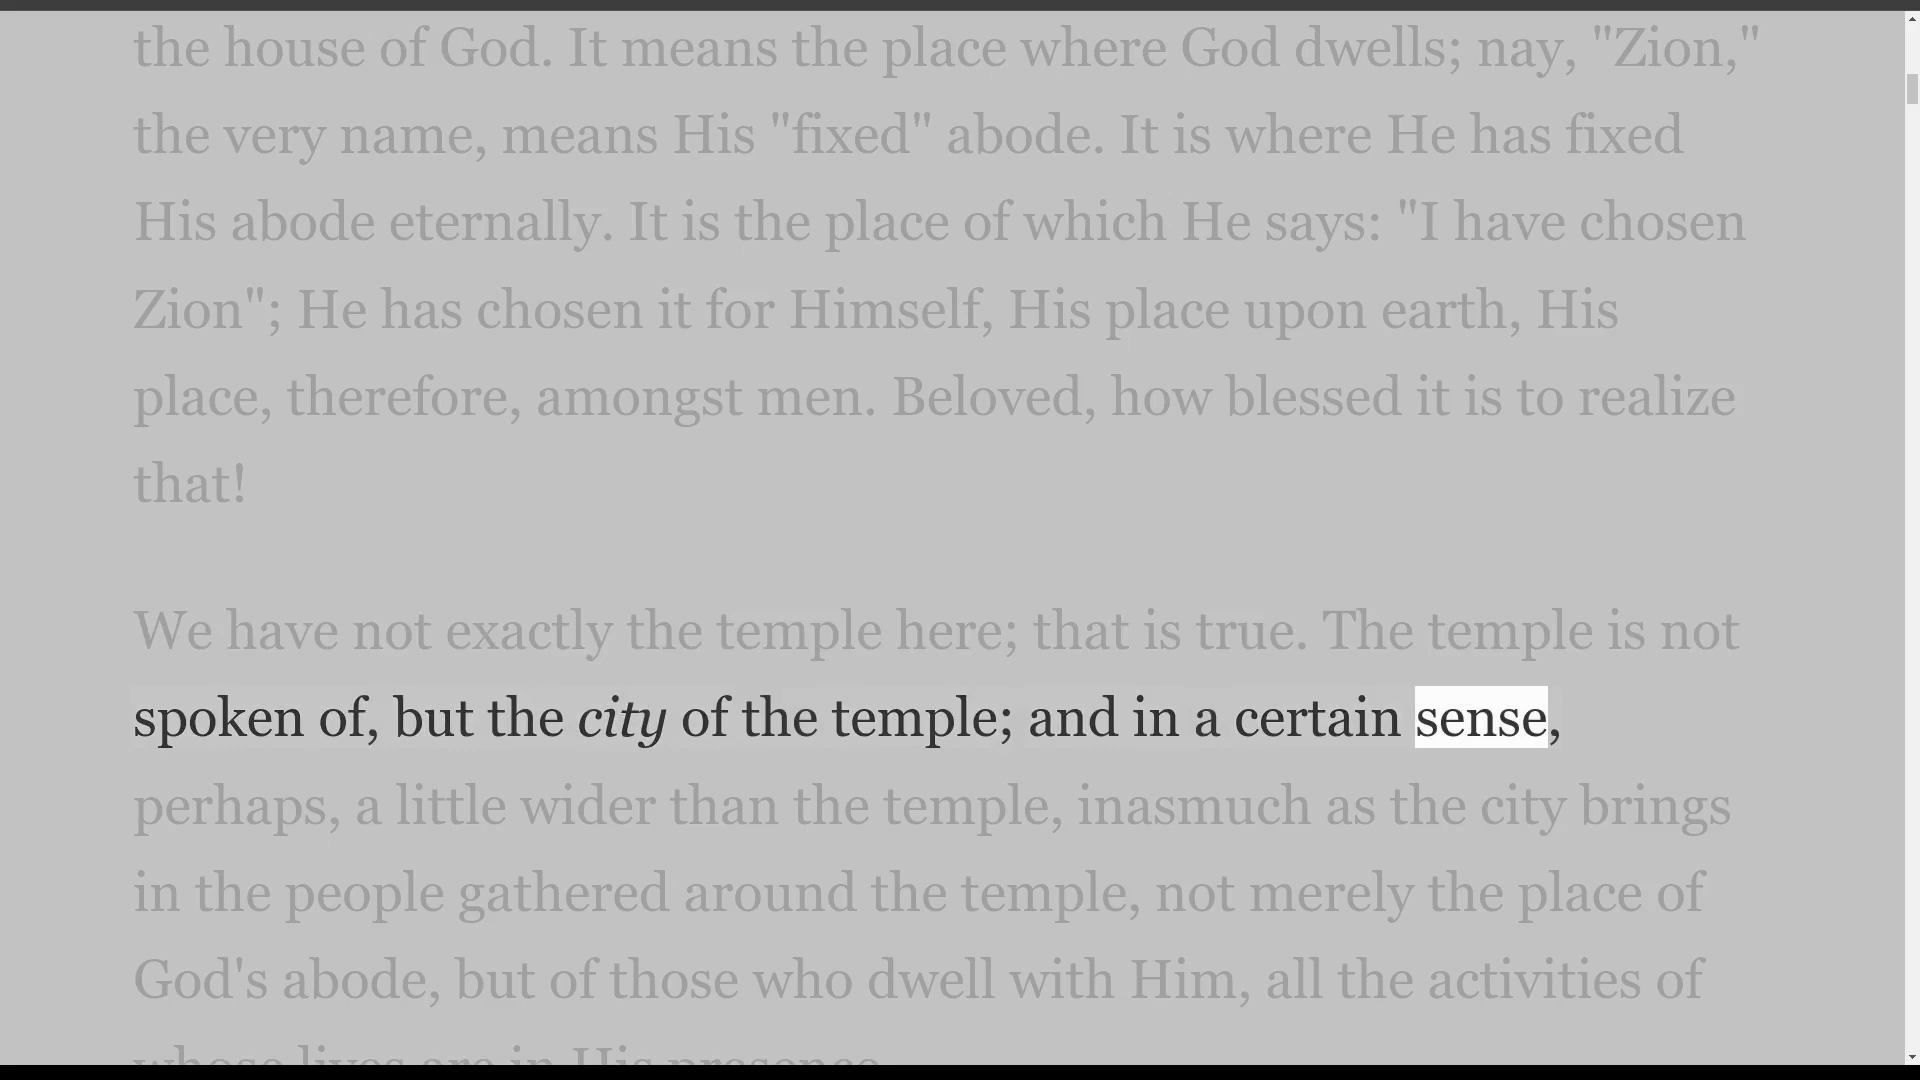 the house of God. It means the place where God dwells; nay, "Zion,"
the very name, means His "fixed" abode. It is where He has fixed
His abode eternally. It is the place of which He says: "I have chosen
Zion"; He has chosen it for Himself, His place upon earth, His
place, therefore, amongst men. Beloved, how blessed it is to realize
that!
We have not exactly the temple here; that is true. The temple is not
spoken of, but the city of the temple; and in a certain sense,
perhaps, a little wider than the temple, inasmuch as the city brings
in the people gathered around the temple, not merely the place of
God's abode, but of those who dwell with Him, all the activities of
whose lives are in His presence